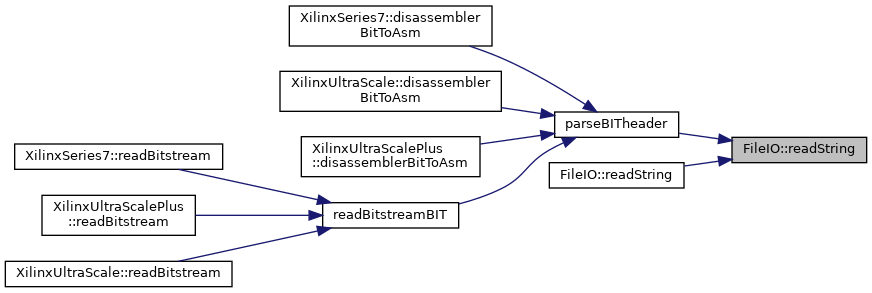 XilinxSeries7::disassembler
BitToAsm
XilinxUltraScale::disassembler
BitToAsm
parseBITheader
XilinxUltraScalePlus
::disassemblerBitToAsm
FileIO::readString
XilinxSeries7::readBitstream
FileIO::readString
XilinxUltraScalePlus
::readBitstream
readBitstreamBIT
XilinxUltraScale::readBitstream